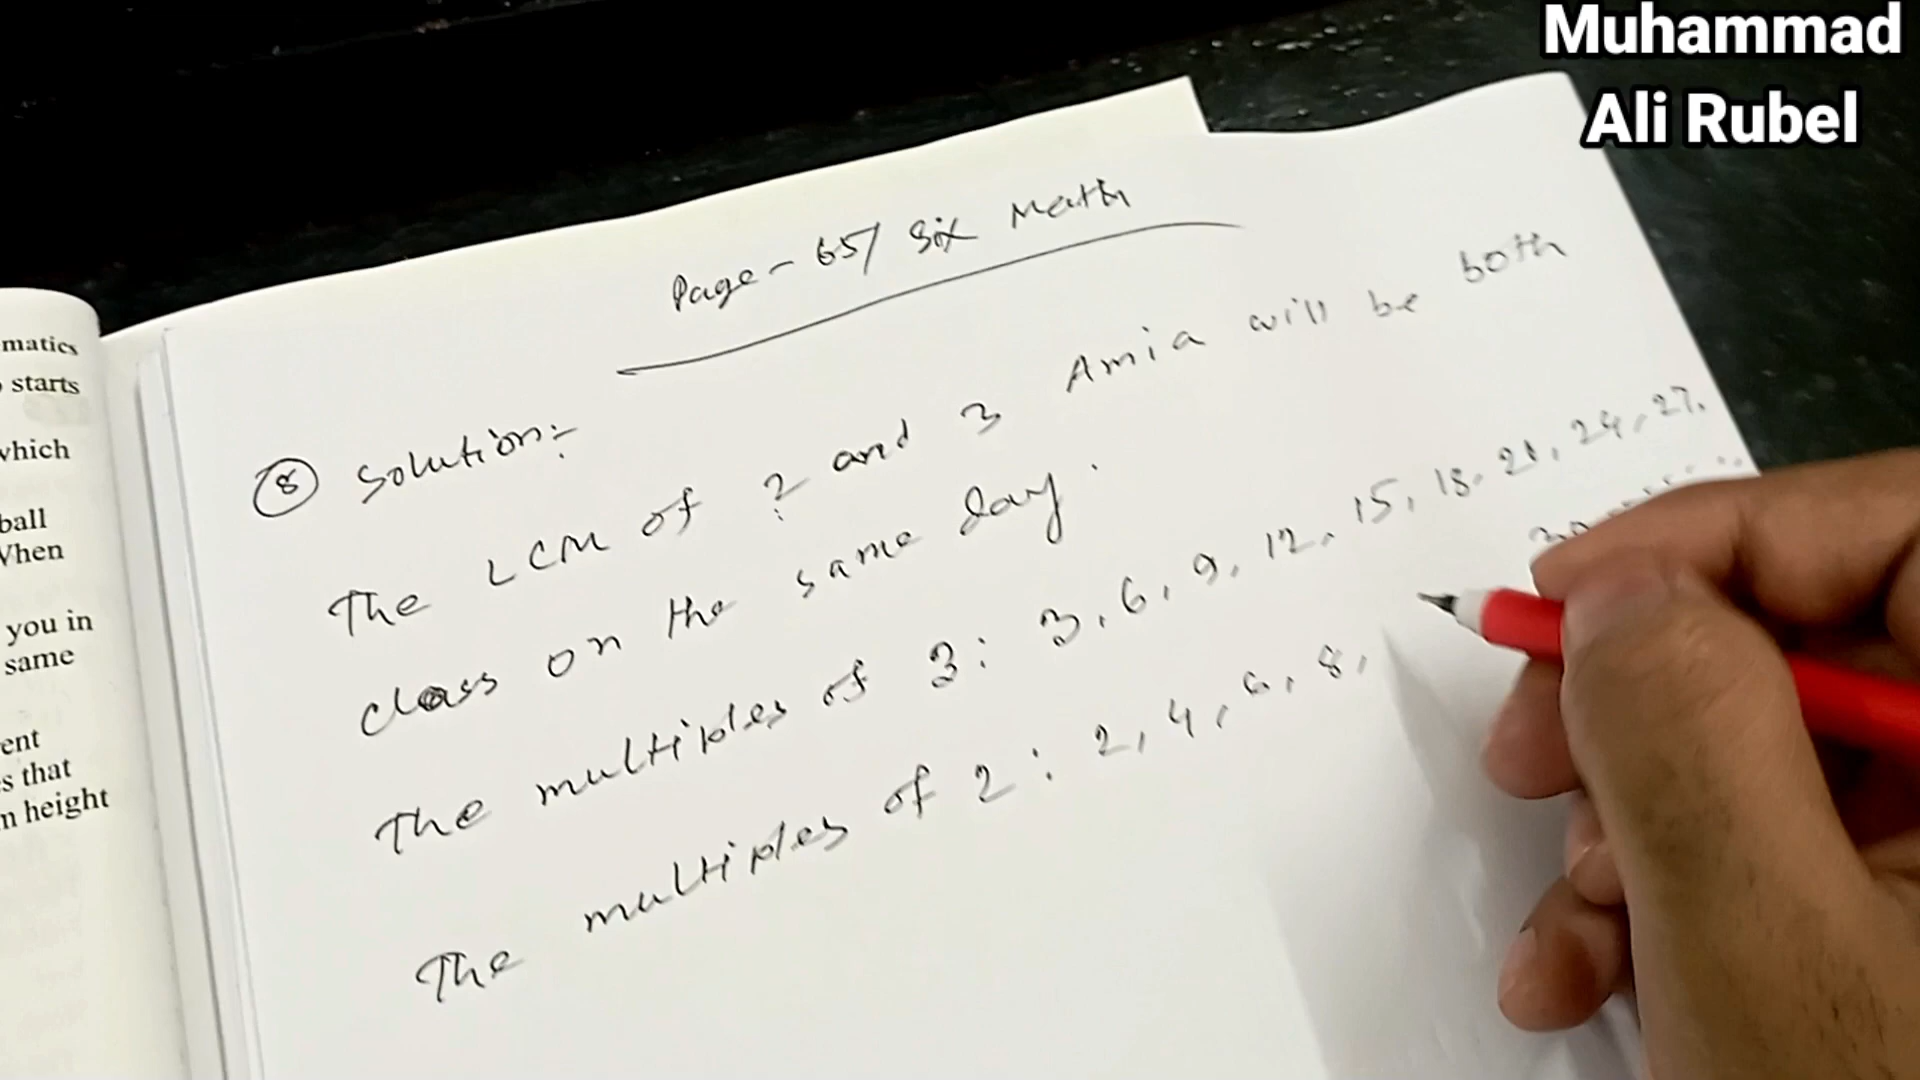 Muhammad
Ali Rubel
matics
starts
which
ball
When
you in
same
ent
s that
m height
Page - 65/ Six Math
⑧ Solution:-
The LCM of 2 and 3 Amia will be both
class on the same day.
The multiples of 3: 3, 6, 9, 12, 15, 18, 21, 24, 27,
30
The multiples of 2: 2, 4, 6, 8,